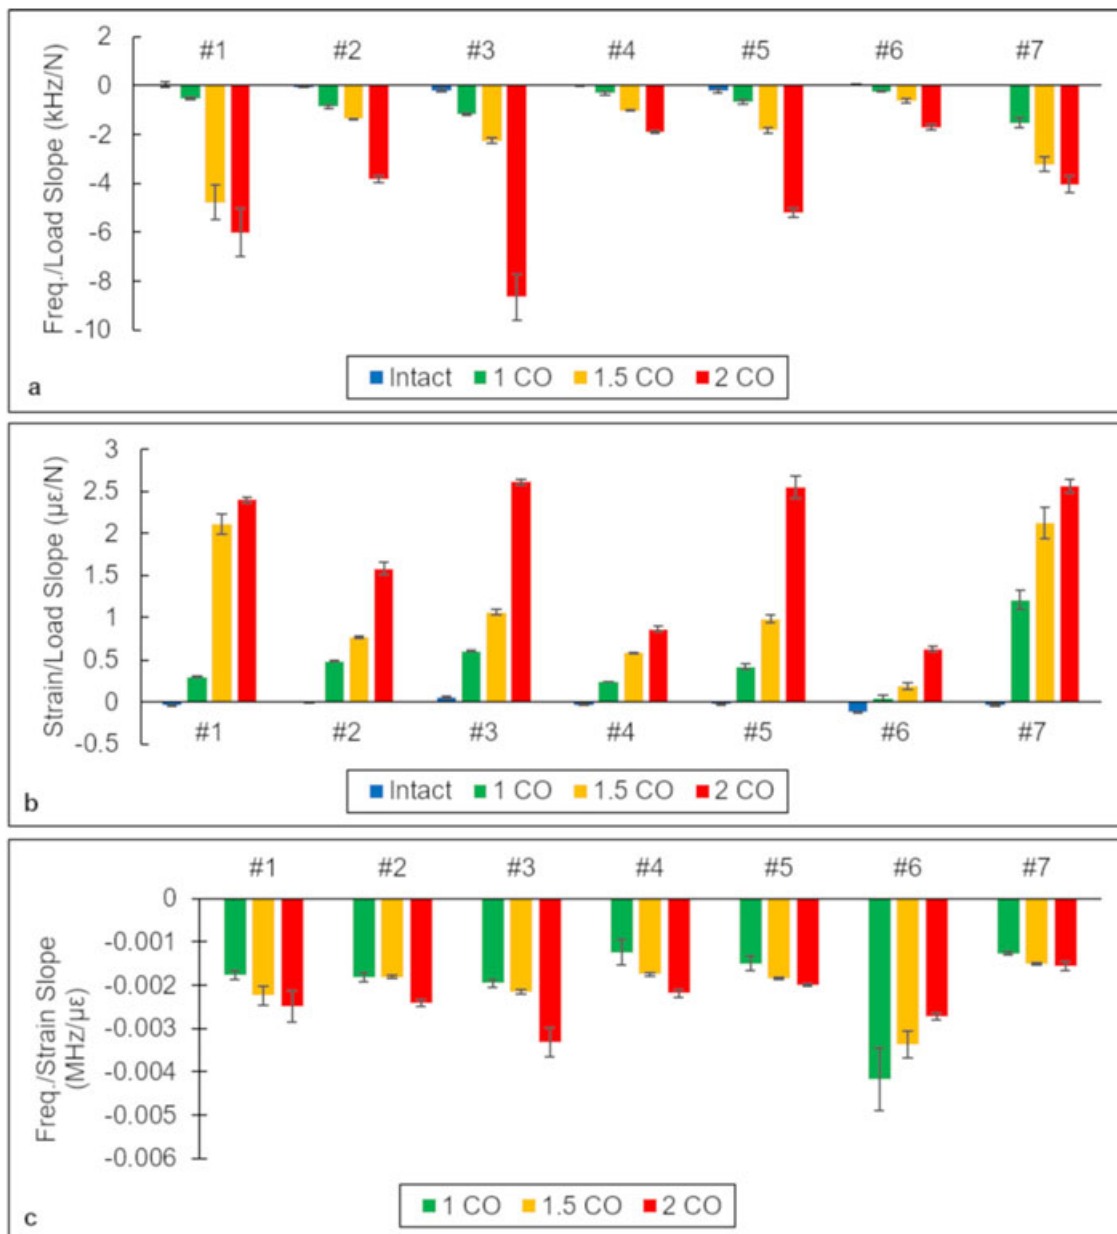 #1 #2 #3 #4 #5 #6 #7
2
0
-2
-4
-6
-8
-10
Freq./Load Slope (kHz/N)
Intact 1 CO 1.5 CO 2 CO
a
3
2.5
2
1.5
1
0.5
0
-0.5
Strain/Load Slope (με/N)
#1 #2 #3 #4 #5 #6 #7
Intact 1 CO 1.5 CO 2 CO
b
#1 #2 #3 #4 #5 #6 #7
0
-0.001
-0.002
-0.003
-0.004
-0.005
-0.006
Freq./Strain Slope
(MHz/με)
1 CO 1.5 CO 2 CO
c